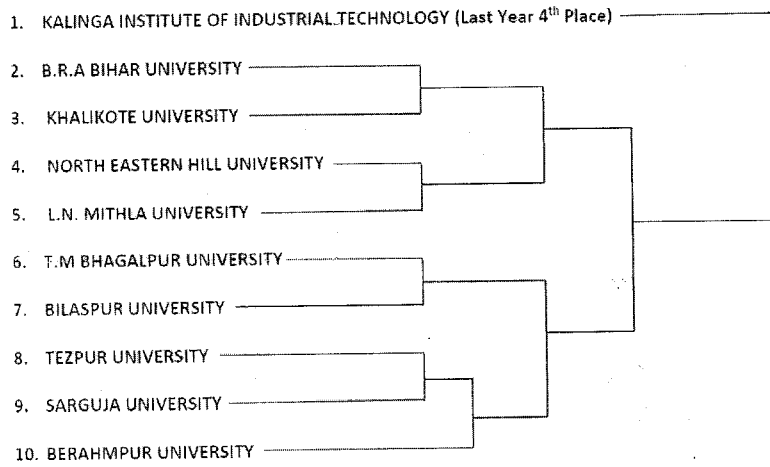 1. KALINGA INSTITUTE OF INDUSTRIAL TECHNOLOGY (Last Year 4th Place)
2. B.R.A BIHAR UNIVERSITY
3. KHALIKOTE UNIVERSITY
4. NORTH EASTERN HILL UNIVERSITY
5. L.N. MITHLA UNIVERSITY
6. T.M BHAGALPUR UNIVERSITY
7. BILASPUR UNIVERSITY
8. TEZPUR UNIVERSITY
9. SARGUJA UNIVERSITY
10. BERAHMPUR UNIVERSITY